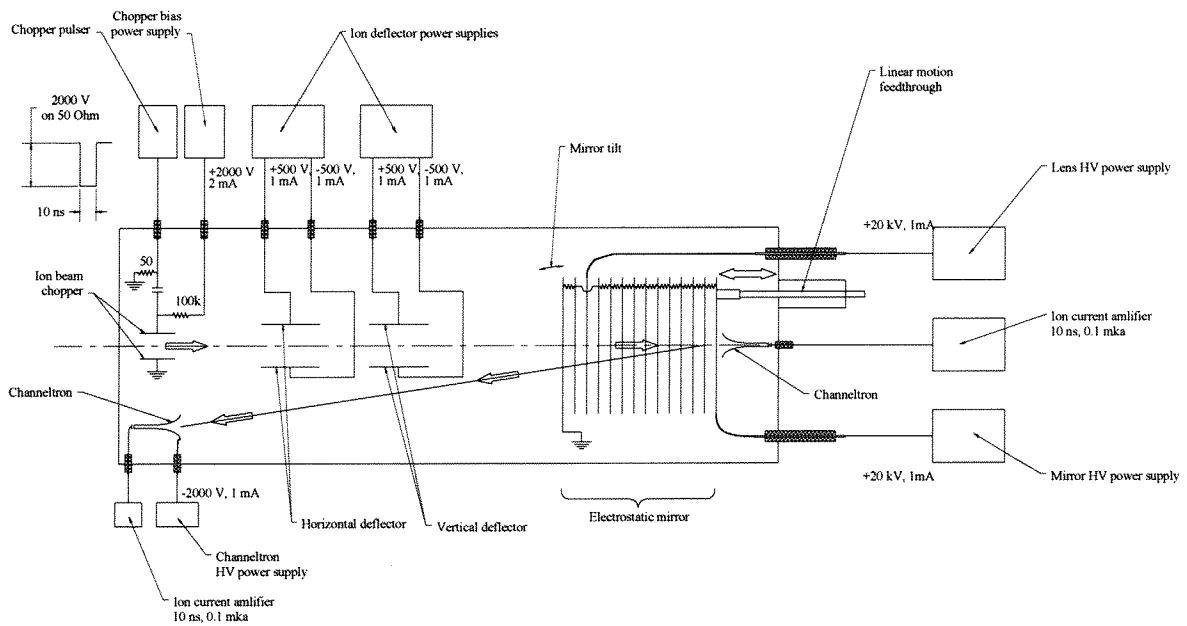 Chopper bias
power supply
Chopper pulser
Ion deflector power supplies
Linear motion
feedthrough
2000 V
on 50 Ohm
Mirror tilt
+2000 V
2 mA
+500 V,
1 mA
-500 V,
1 mA
+500 V,
1 mA
-500 V,
1 mA
Lens HV power supply
10 ns
+20 kV, 1mA
50
Ion beam
chopper
100k
Ion current amlifier
10 ns, 0.1 mka
Channeltron
Channeltron
-2000 V, 1 mA
+20 kV, 1mA
Mirror HV power supply
Electrostatic mirror
Horizontal deflector
Vertical deflector
Channeltron
HV power supply
Ion current amlifier
10 ns, 0.1 mka